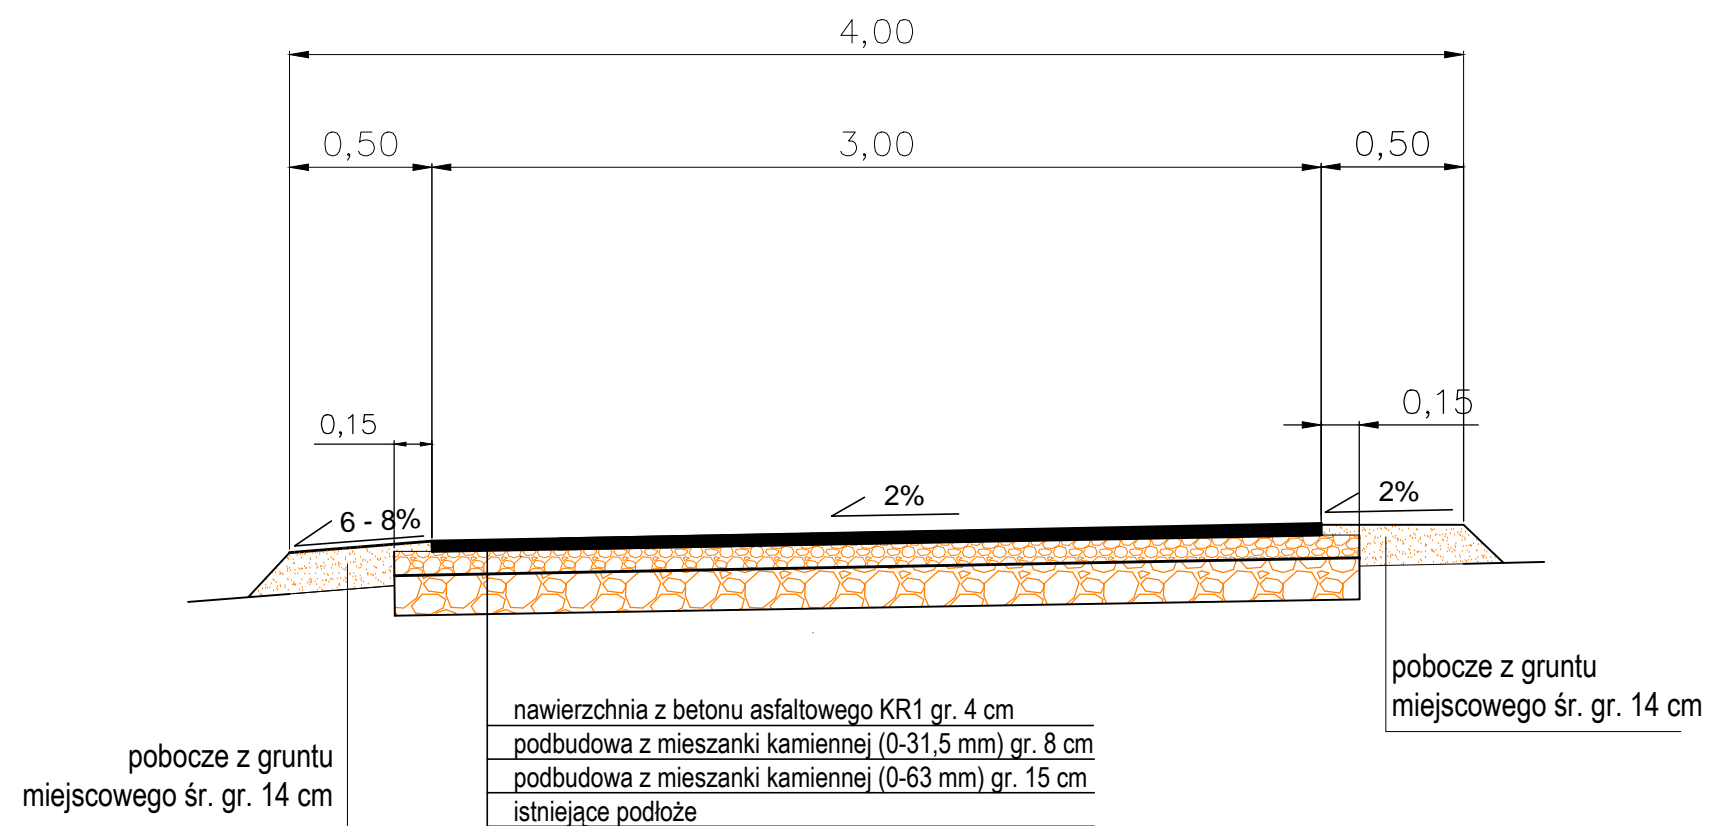 4,00
0,50
3,00
0,50
0,15
0,15
2%
2%
6 - 8%
pobocze z gruntu
miejscowego śr. gr. 14 cm
nawierzchnia z betonu asfaltowego KR1 gr. 4 cm
podbudowa z mieszanki kamiennej (0-31,5 mm) gr. 8 cm
podbudowa z mieszanki kamiennej (0-63 mm) gr. 15 cm
istniejące podłoże
pobocze z gruntu
miejscowego śr. gr. 14 cm